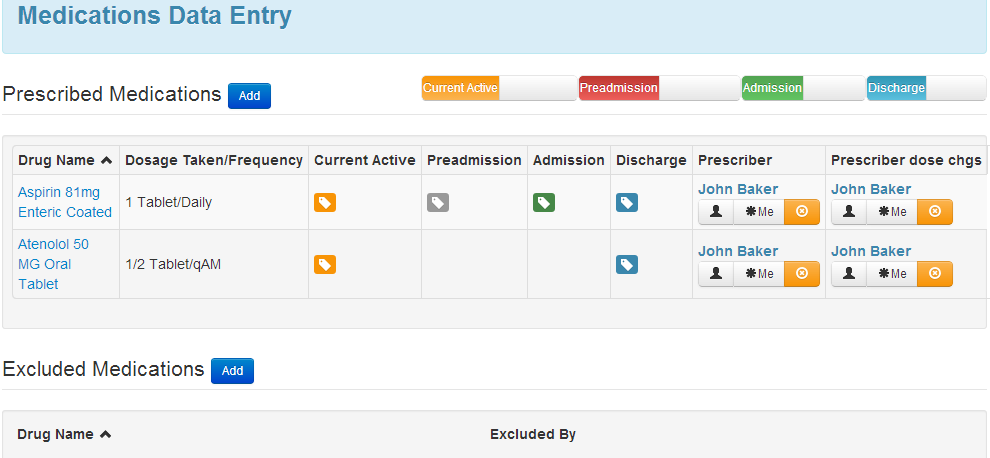 Medications Data Entry
Prescribed Medications Add
Current Active Preadmission Admission Discharge
Drug Name Dosage Taken/Frequency Current Active Preadmission Admission Discharge Prescriber Prescriber dose chgs
Aspirin 81mg
Enteric Coated
1 Tablet/Daily
John Baker
Me
John Baker
Me
Atenolol 50
MG Oral
Tablet
1/2 Tablet/qAM
John Baker
Me
John Baker
Me
Excluded Medications Add
Drug Name Excluded By